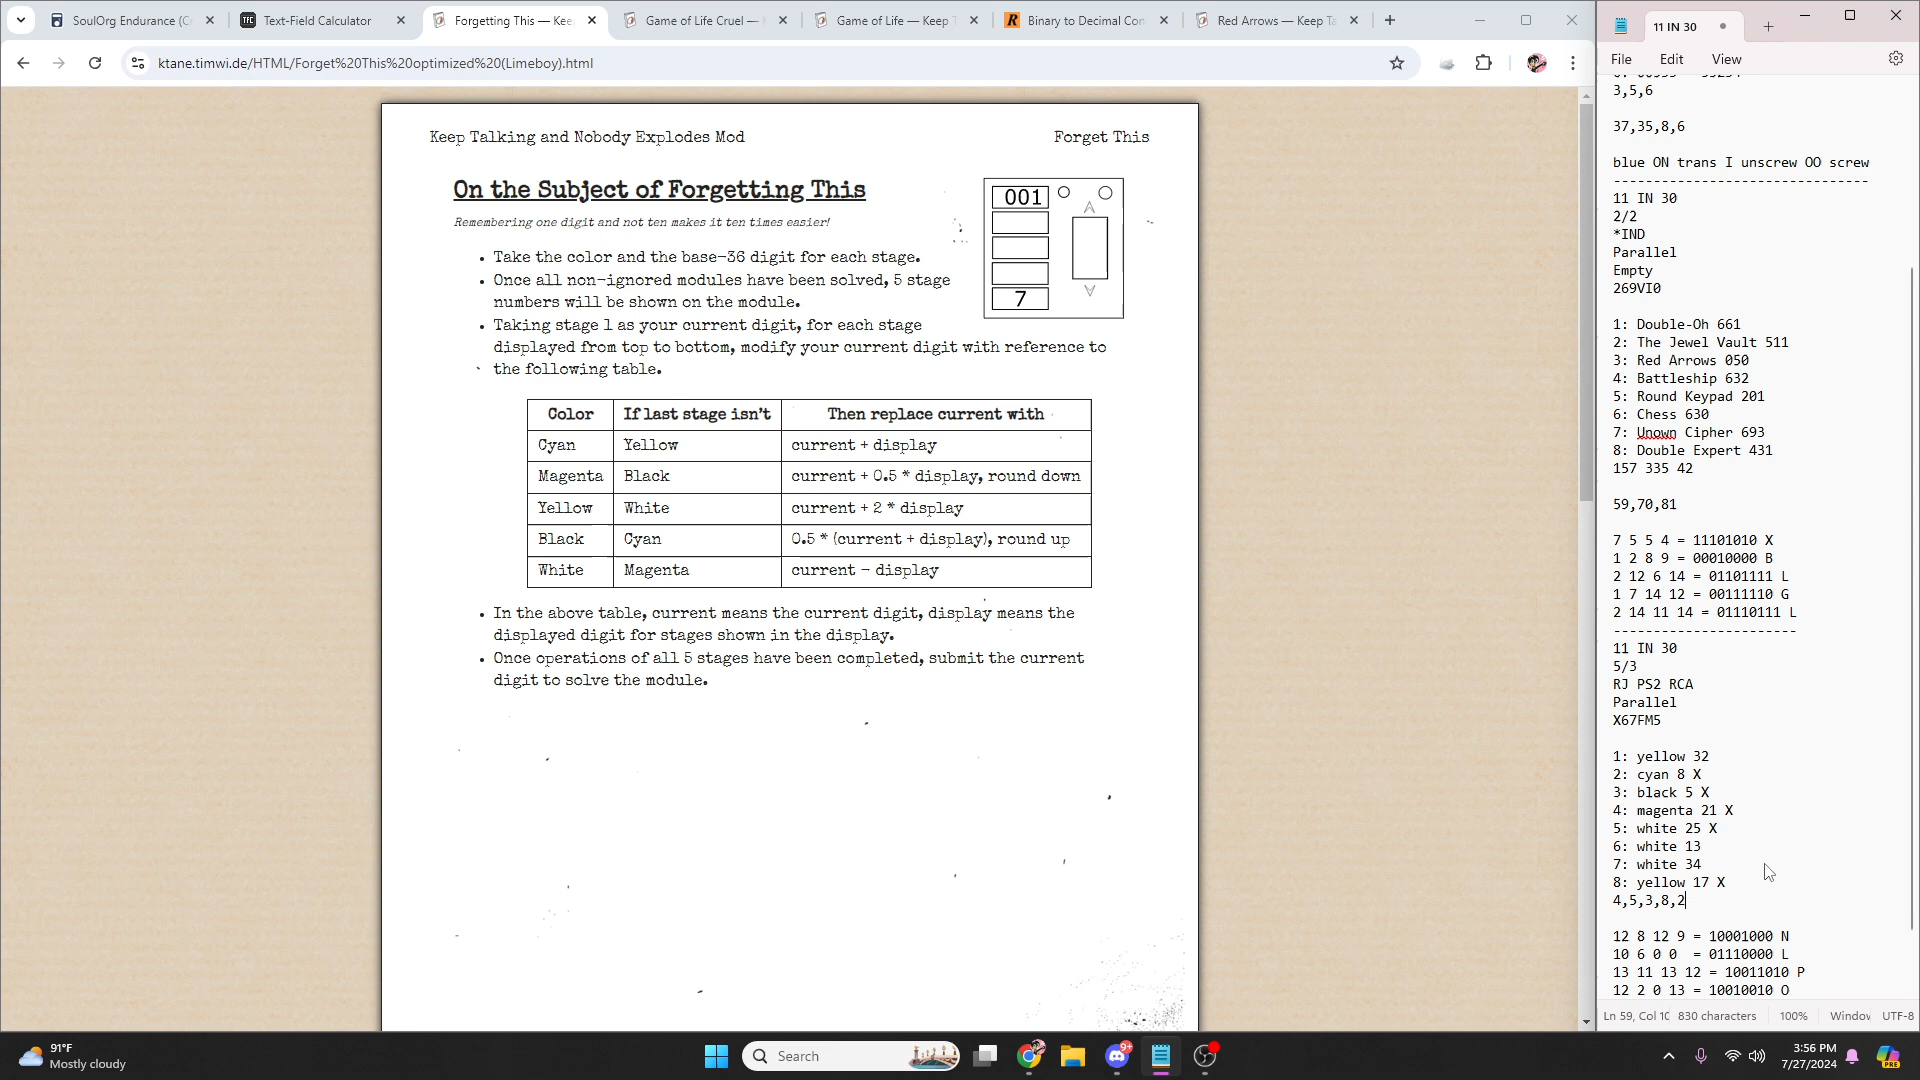 SoulOrg Endurance (Cr
Text-Field Calculator
Forgetting This — Kee
Game of Life Cruel —
Game of Life — Keep T
Binary to Decimal Con
Red Arrows — Keep Ta
ktane.timwi.de/HTML/Forget%20This%20optimized%20(Limeboy).html
Keep Talking and Nobody Explodes Mod
Forget This
On the Subject of Forgetting This
Remembering one digit and not ten makes it ten times easier!
001
7
• Take the color and the base-36 digit for each stage.
• Once all non-ignored modules have been solved, 5 stage
numbers will be shown on the module.
• Taking stage 1 as your current digit, for each stage
displayed from top to bottom, modify your current digit with reference to
the following table.
Color If last stage isn't Then replace current with
Cyan Yellow current + display
Magenta Black current + 0.5 * display, round down
Yellow White current + 2 * display
Black Cyan 0.5 * (current + display), round up
White Magenta current - display
• In the above table, current means the current digit, display means the
displayed digit for stages shown in the display.
• Once operations of all 5 stages have been completed, submit the current
digit to solve the module.
11 IN 30
File Edit View
3,5,6
37,35,8,6
blue ON trans I unscrew OO screw
--------------------------------
11 IN 30
2/2
*IND
Parallel
Empty
269VI0
1: Double-Oh 661
2: The Jewel Vault 511
3: Red Arrows 050
4: Battleship 632
5: Round Keypad 201
6: Chess 630
7: Unown Cipher 693
8: Double Expert 431
157 335 42
59,70,81
7 5 5 4 = 11101010 X
1 2 8 9 = 00010000 B
2 12 6 14 = 01101111 L
1 7 14 12 = 00111110 G
2 14 11 14 = 01110111 L
-----------------------
11 IN 30
5/3
RJ PS2 RCA
Parallel
X67FM5
1: yellow 32
2: cyan 8 X
3: black 5 X
4: magenta 21 X
5: white 25 X
6: white 13
7: white 34
8: yellow 17 X
4,5,3,8,2
12 8 12 9 = 10001000 N
10 6 0 0  = 01110000 L
13 11 13 12 = 10011010 P
12 2 0 13 = 10010010 O
Ln 59, Col 10 830 characters 100% Window UTF-8
91°F
Mostly cloudy
Search
9+
PRE
3:56 PM
7/27/2024